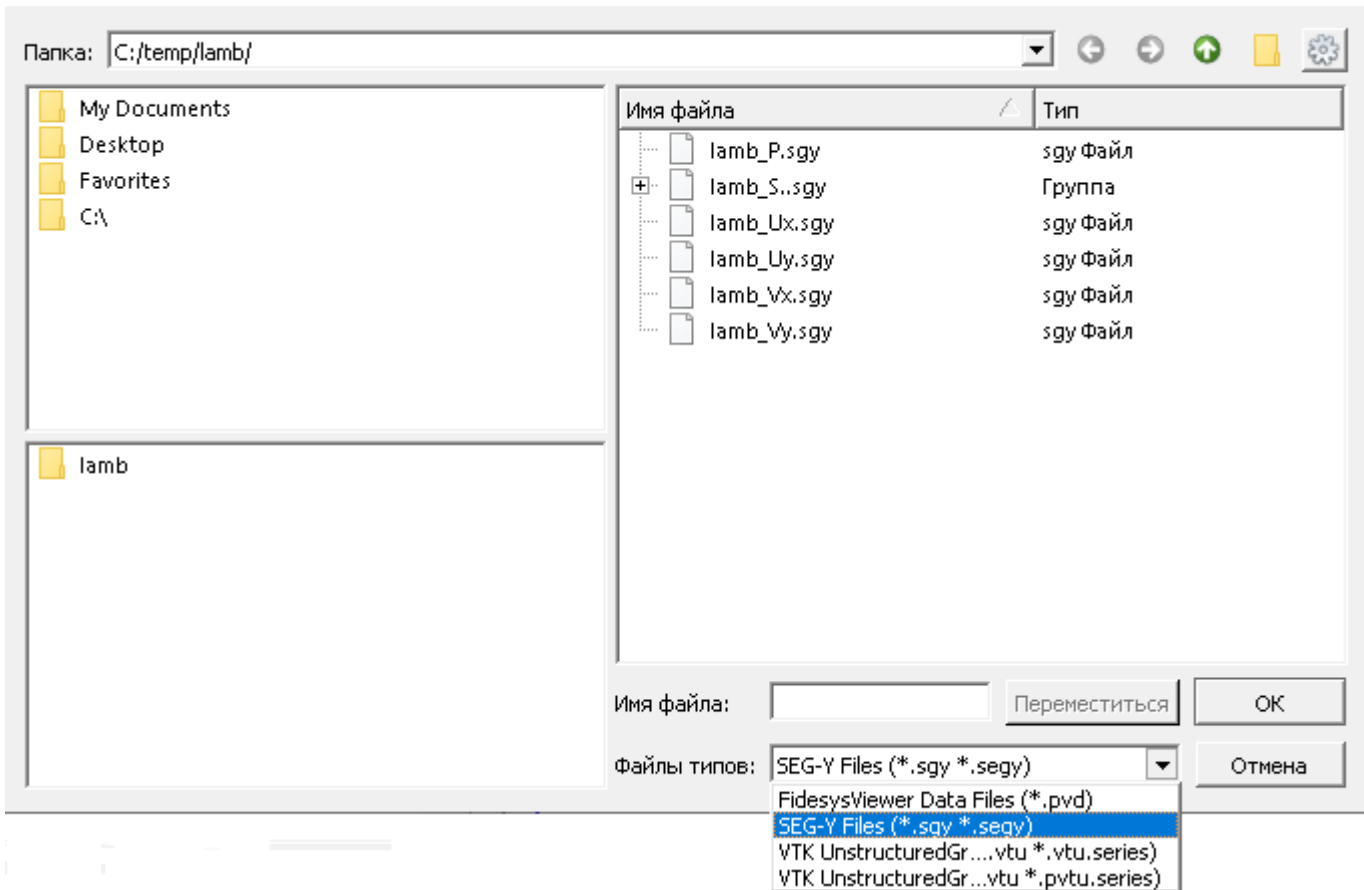 Папка: C:/temp/lamb/
My Documents
Desktop
Favorites
C:\
lamb
Имя файла Тип
lamb_P.sgy sgy Файл
lamb_S..sgy Группа
lamb_Ux.sgy sgy Файл
lamb_Uy.sgy sgy Файл
lamb_Vx.sgy sgy Файл
lamb_Vy.sgy sgy Файл
Имя файла: Переместиться OK
Файлы типов: SEG-Y Files (*.sgy *.segy) Отмена
FidesysViewer Data Files (*.pvd)
SEG-Y Files (*.sgy *.segy)
VTK UnstructuredGr....vtu *.vtu.series)
VTK UnstructuredGr...vtu *.pvtu.series)